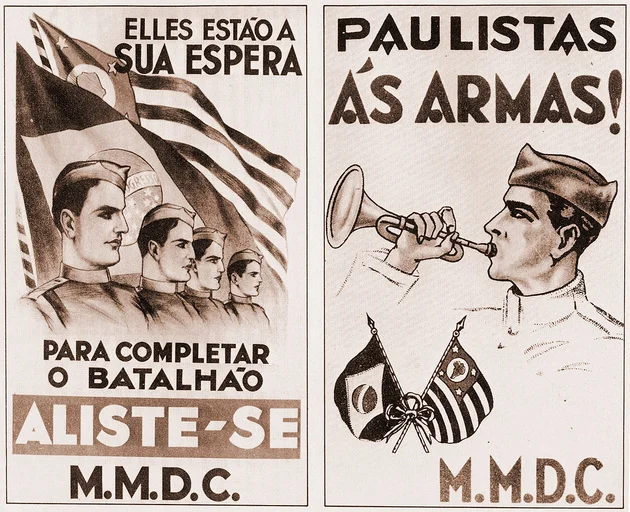 ELLES ESTÃO A
SUA ESPERA
PARA COMPLETAR
O BATALHÃO
ALISTE-SE
M.M.D.C.
PAULISTAS
ÁS ARMAS!
M.M.D.C.